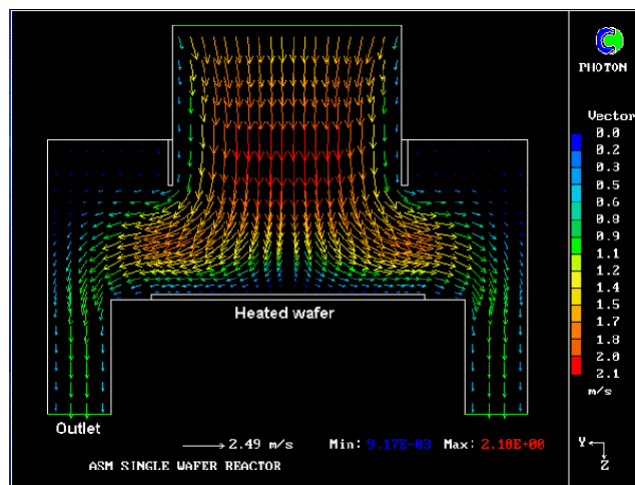 PHOTON
Vector
0.0
0.2
0.3
0.5
0.6
0.8
0.9
1.1
1.2
1.4
1.5
1.7
1.8
2.0
2.1
m/s
Heated wafer
Outlet
2.49 m/s Min: 9.17E-03 Max: 2.10E+00
ASM SINGLE WAFER REACTOR
Y
Z